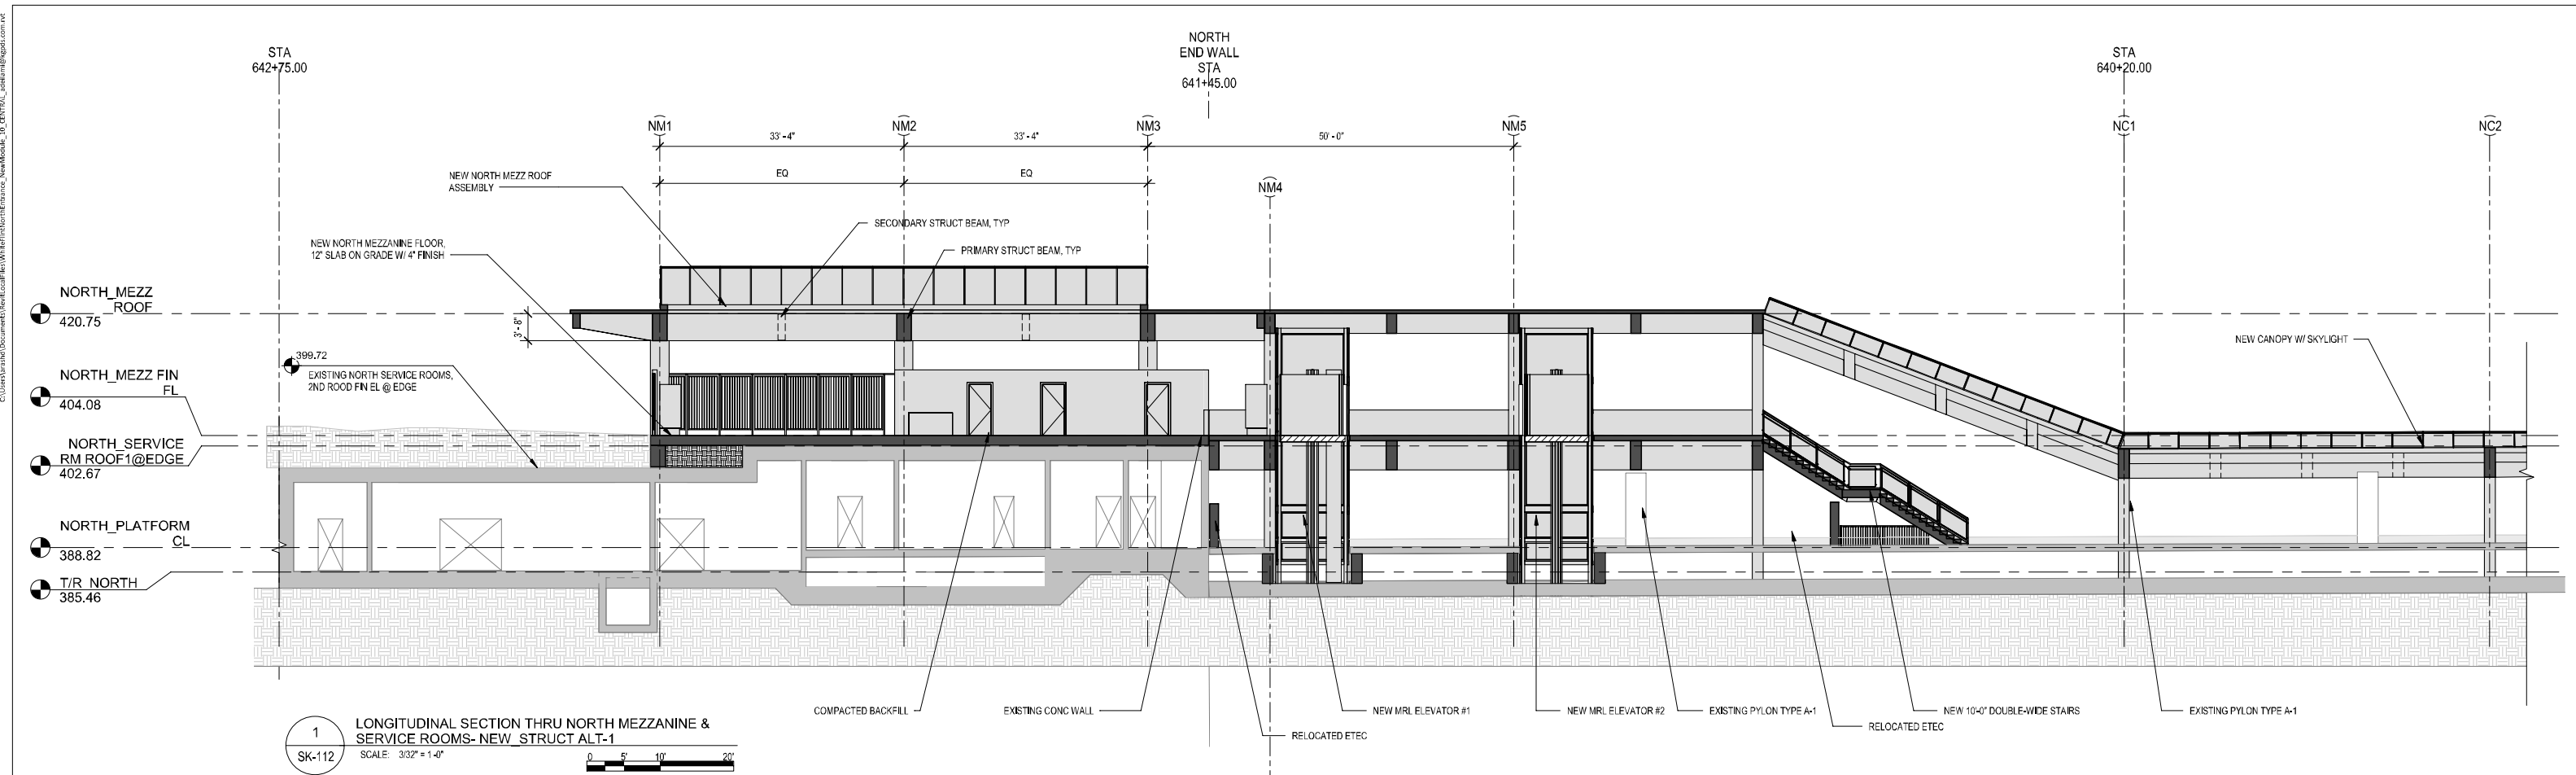 STA
642+75.00
NORTH
END WALL
STA
641+45.00
STA
640+20.00
NM1
33' - 4"
NM2
33' - 4"
NM3
50' - 0"
NM5
NC1
NC2
EQ
EQ
NM4
NEW NORTH MEZZ ROOF
ASSEMBLY
SECONDARY STRUCT BEAM, TYP
NEW NORTH MEZZANINE FLOOR,
12" SLAB ON GRADE W/ 4" FINISH
PRIMARY STRUCT BEAM, TYP
NORTH_MEZZ
ROOF
420.75
3' - 8"
NEW CANOPY W/ SKYLIGHT
399.72
EXISTING NORTH SERVICE ROOMS,
2ND ROOD FIN EL @ EDGE
NORTH_MEZZ FIN
FL
404.08
NORTH_SERVICE
RM ROOF1@EDGE
402.67
NORTH_PLATFORM
CL
388.82
T/R_NORTH
385.46
COMPACTED BACKFILL
EXISTING CONC WALL
NEW MRL ELEVATOR #1
NEW MRL ELEVATOR #2
EXISTING PYLON TYPE A-1
NEW 10'-0" DOUBLE-WIDE STAIRS
EXISTING PYLON TYPE A-1
RELOCATED ETEC
RELOCATED ETEC
1
SK-112
LONGITUDINAL SECTION THRU NORTH MEZZANINE &
SERVICE ROOMS- NEW_STRUCT ALT-1
SCALE: 3/32" = 1'-0"
0 5' 10' 20'